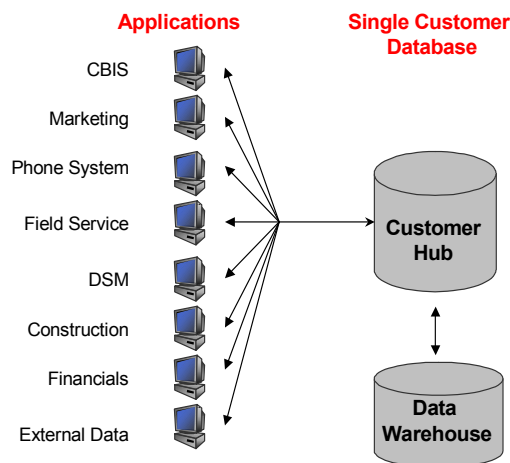 Applications
Single Customer
Database
CBIS
Marketing
Phone System
Field Service
DSM
Construction
Financials
External Data
Customer
Hub
Data
Warehouse